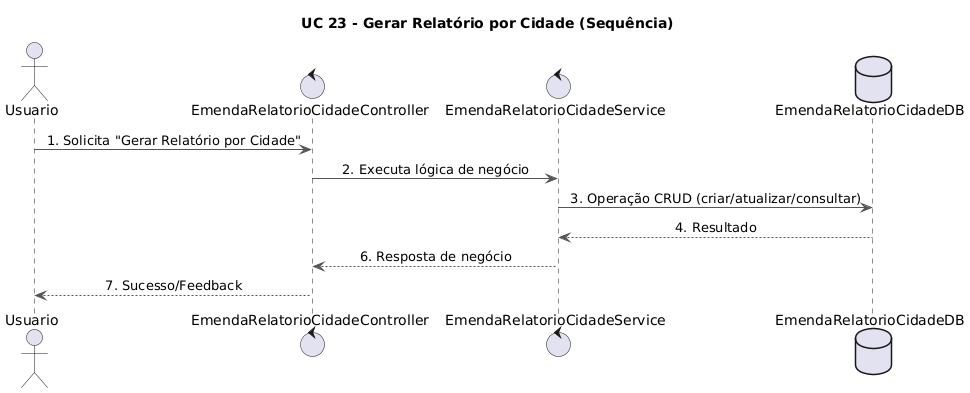 UC 23 - Gerar Relatório por Cidade (Sequência)
Usuario
EmendaRelatorioCidadeController
EmendaRelatorioCidadeService
EmendaRelatorioCidadeDB
1. Solicita "Gerar Relatório por Cidade"
2. Executa lógica de negócio
3. Operação CRUD (criar/atualizar/consultar)
4. Resultado
6. Resposta de negócio
7. Sucesso/Feedback
Usuario
EmendaRelatorioCidadeController
EmendaRelatorioCidadeService
EmendaRelatorioCidadeDB